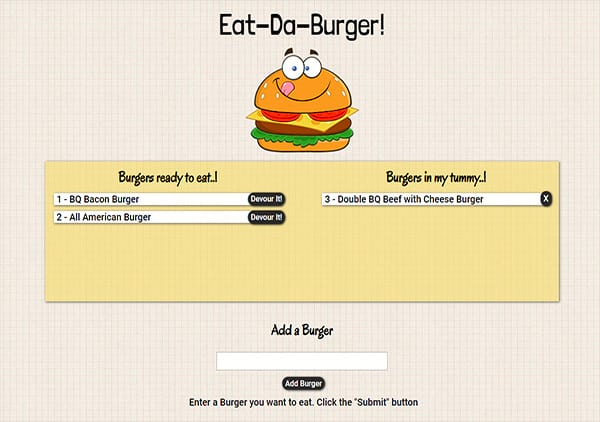 Eat-Da-Burger!
Burgers ready to eat..!
1 - BQ Bacon Burger Devour It!
2 - All American Burger Devour It!
Burgers in my tummy..!
3 - Double BQ Beef with Cheese Burger X
Add a Burger
Add Burger
Enter a Burger you want to eat. Click the "Submit" button